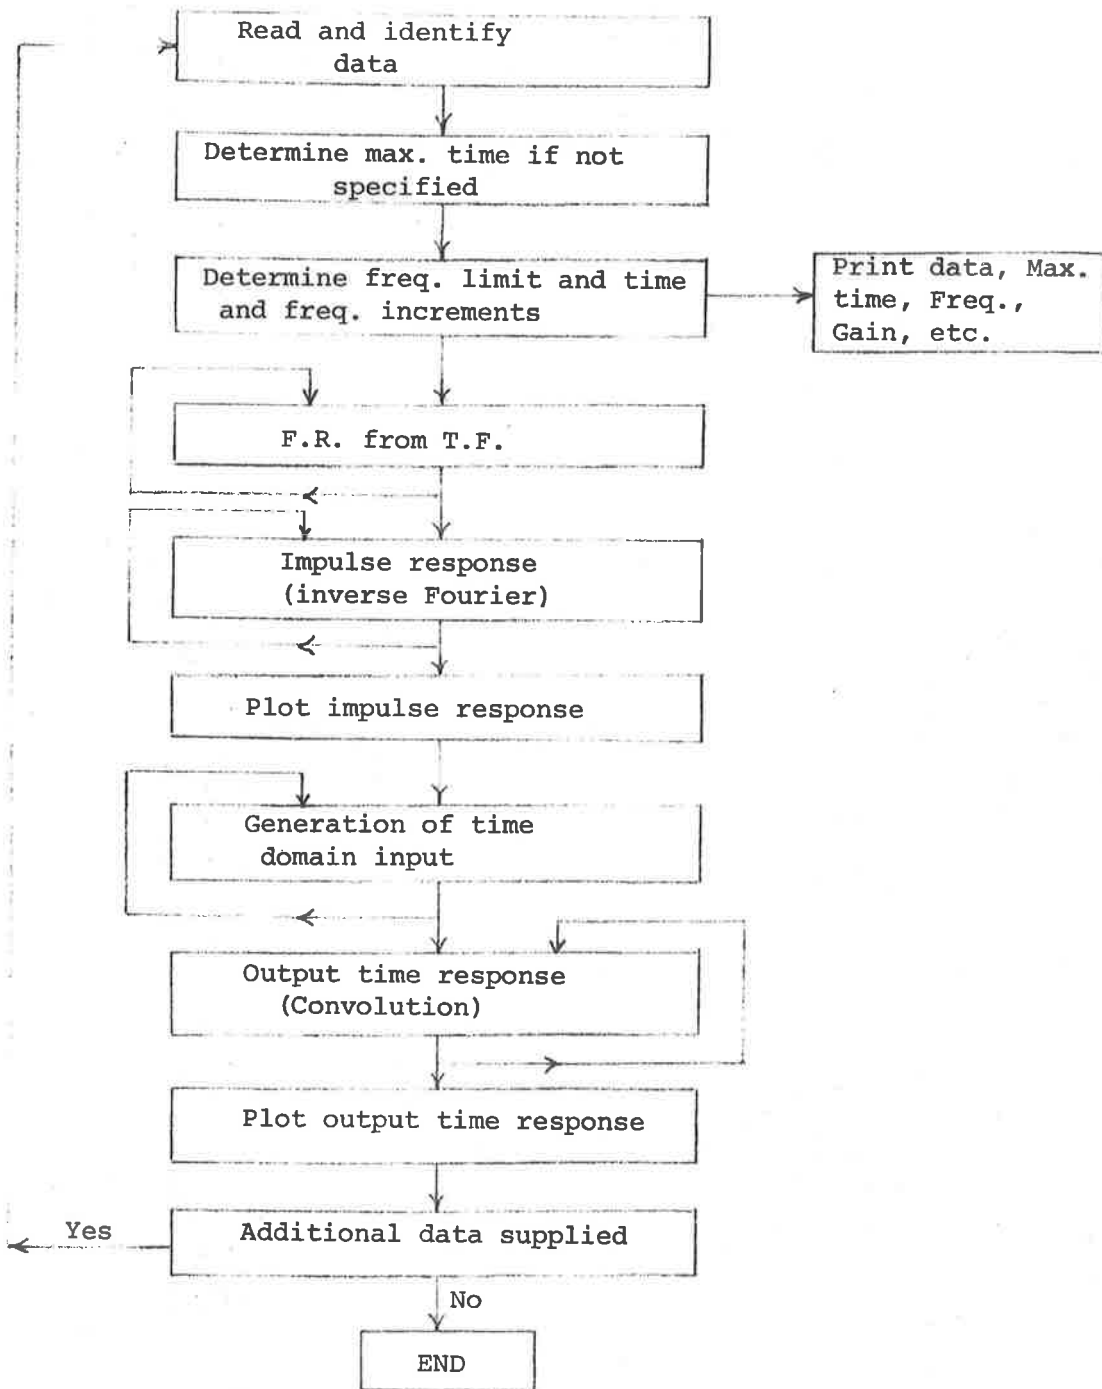 Read and identify
data
Determine max. time if not
specified
Determine freq. limit and time
and freq. increments
Print data, Max.
time, Freq.,
Gain, etc.
F.R. from T.F.
Impulse response
(inverse Fourier)
Plot impulse response
Generation of time
domain input
Output time response
(Convolution)
Plot output time response
Additional data supplied
Yes
No
END